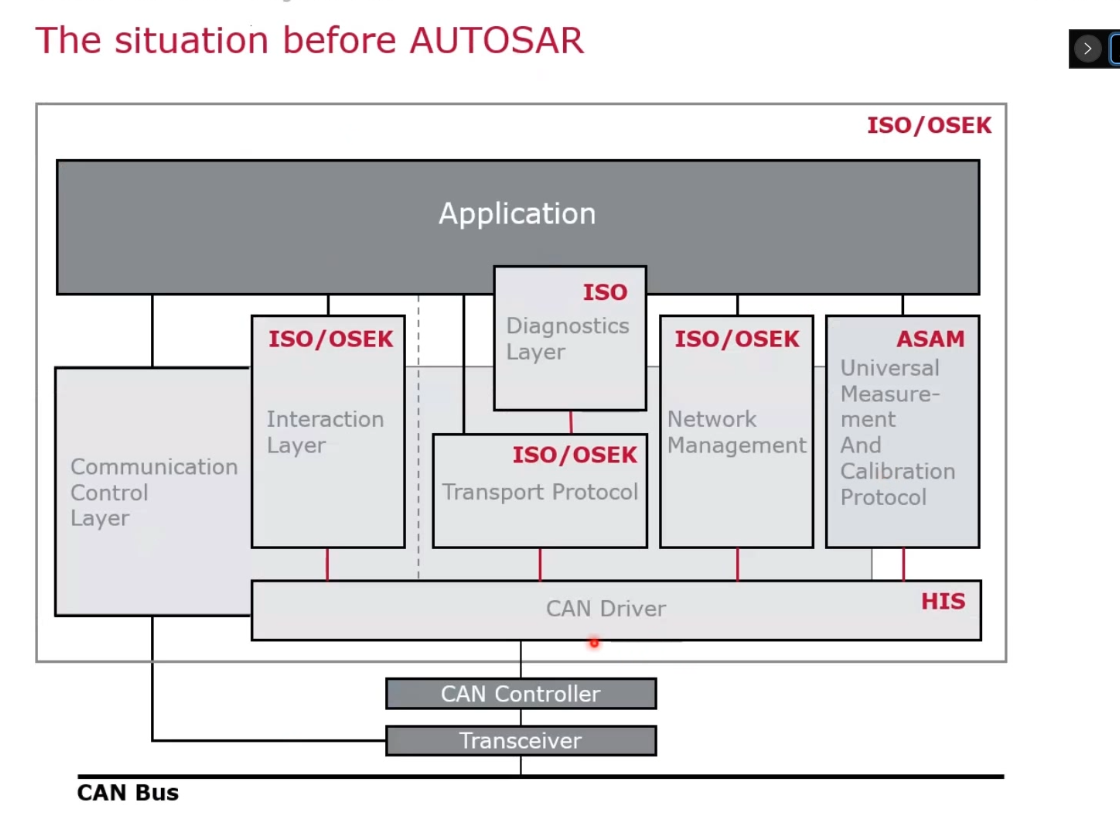 The situation before AUTOSAR
ISO/OSEK
Application
Communication
Control
Layer
ISO/OSEK
Interaction
Layer
ISO
Diagnostics
Layer
ISO/OSEK
Transport Protocol
ISO/OSEK
Network
Management
ASAM
Universal
Measure-
ment
And
Calibration
Protocol
CAN Driver
HIS
CAN Controller
Transceiver
CAN Bus